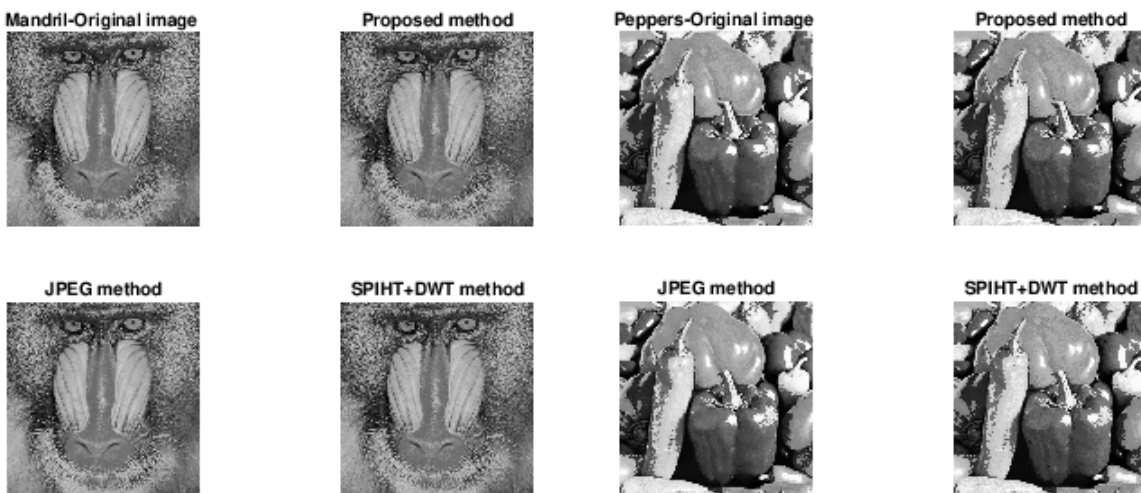 Mandril-Original image
Proposed method
Peppers-Original image
Proposed method
JPEG method
SPIHT+DWT method
JPEG method
SPIHT+DWT method